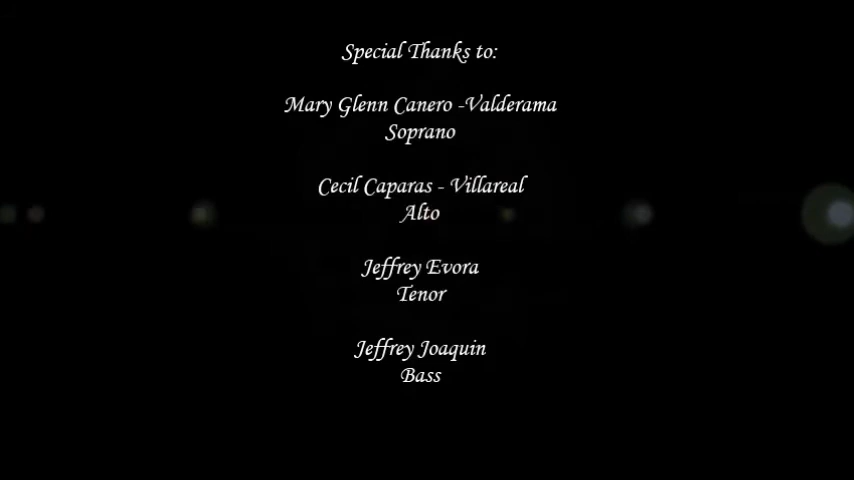 Special Thanks to:
Mary Glenn Canero -Valderama
Soprano
Cecil Caparas - Villareal
Alto
Jeffrey Evora
Tenor
Jeffrey Joaquin
Bass